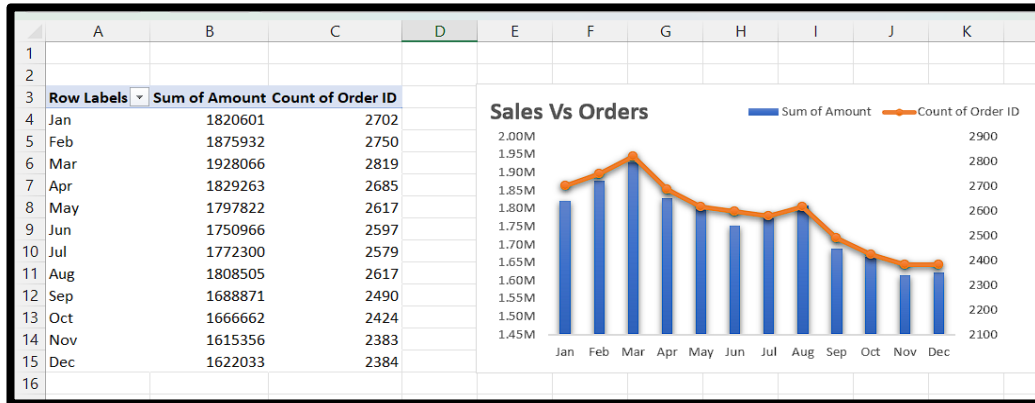 A B C D E F G H I J K
1
2
3 Row Labels Sum of Amount Count of Order ID
4 Jan 1820601 2702
5 Feb 1875932 2750
6 Mar 1928066 2819
7 Apr 1829263 2685
8 May 1797822 2617
9 Jun 1750966 2597
10 Jul 1772300 2579
11 Aug 1808505 2617
12 Sep 1688871 2490
13 Oct 1666662 2424
14 Nov 1615356 2383
15 Dec 1622033 2384
16
Sales Vs Orders Sum of Amount Count of Order ID
2.00M 2900
1.95M 2800
1.90M
1.85M 2700
1.80M 2600
1.75M 2500
1.70M
1.65M 2400
1.60M 2300
1.55M
1.50M 2200
1.45M 2100
Jan Feb Mar Apr May Jun Jul Aug Sep Oct Nov Dec